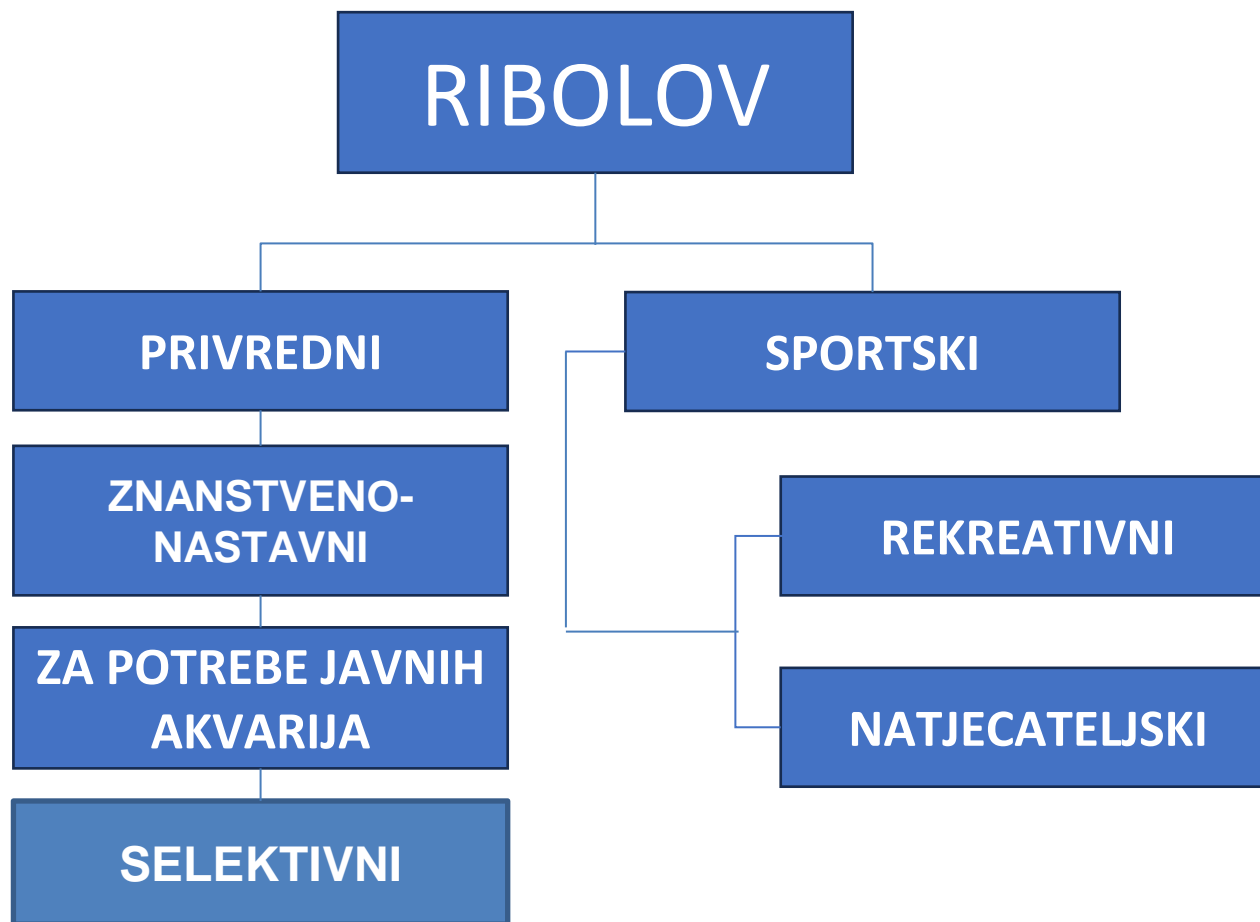 RIBOLOV
PRIVREDNI
SPORTSKI
ZNANSTVENO-
NASTAVNI
REKREATIVNI
ZA POTREBE JAVNIH
AKVARIJA
NATJECATELJSKI
SELEKTIVNI